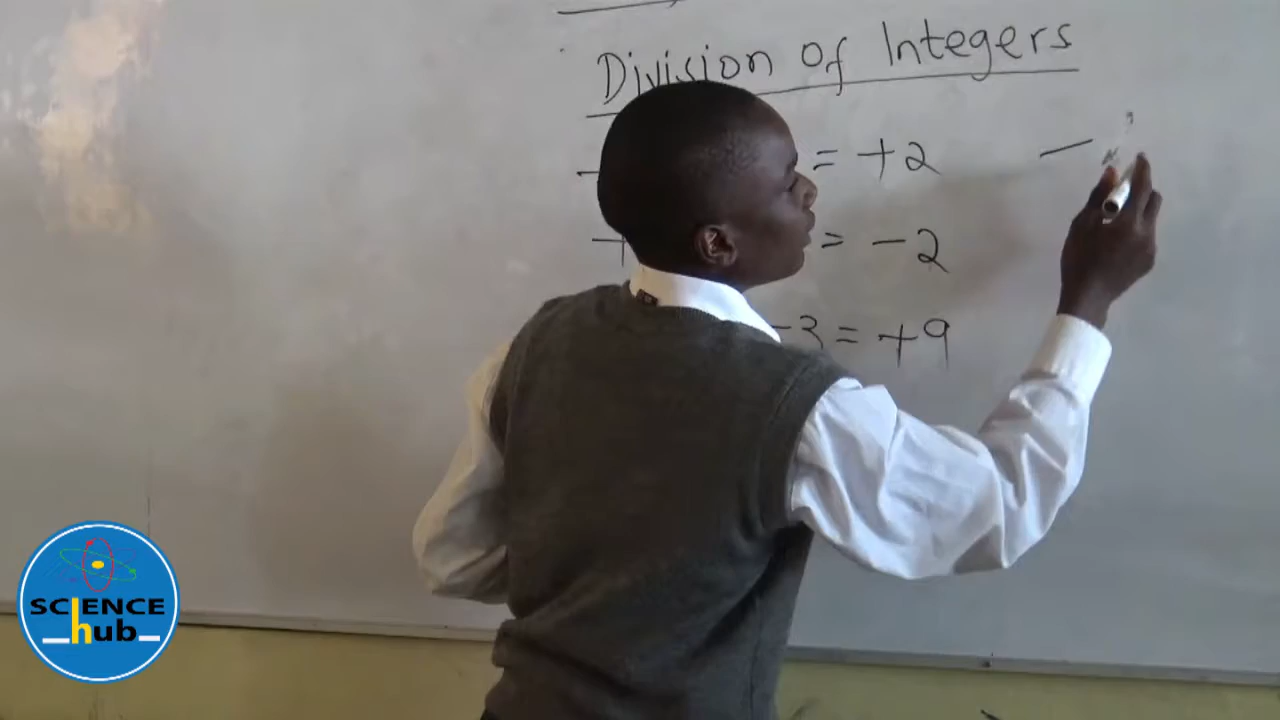 Division of Integers
= +2
= -2
-3 = +9
SCIENCE
hub